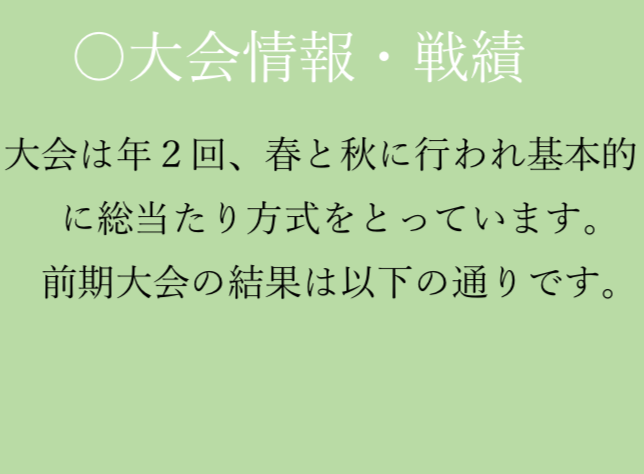 〇大会情報・戦績
大会は年２回、春と秋に行われ基本的
に総当たり方式をとっています。
前期大会の結果は以下の通りです。